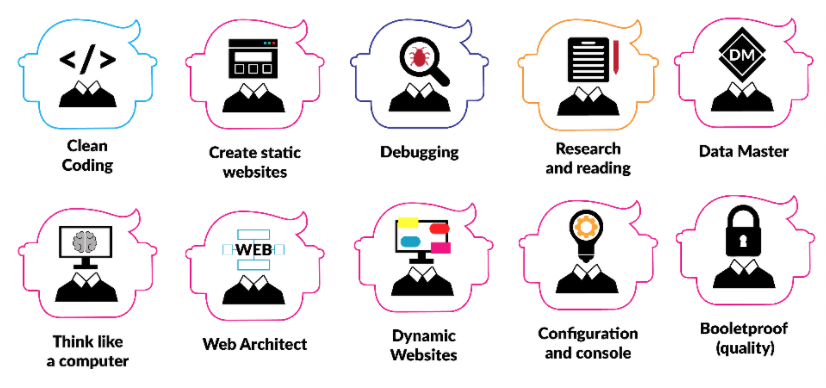 </>
Clean
Coding
Create static
websites
Debugging
Research
and reading
DM
Data Master
Think like
a computer
WEB
Web Architect
Dynamic
Websites
Configuration
and console
Booletproof
(quality)